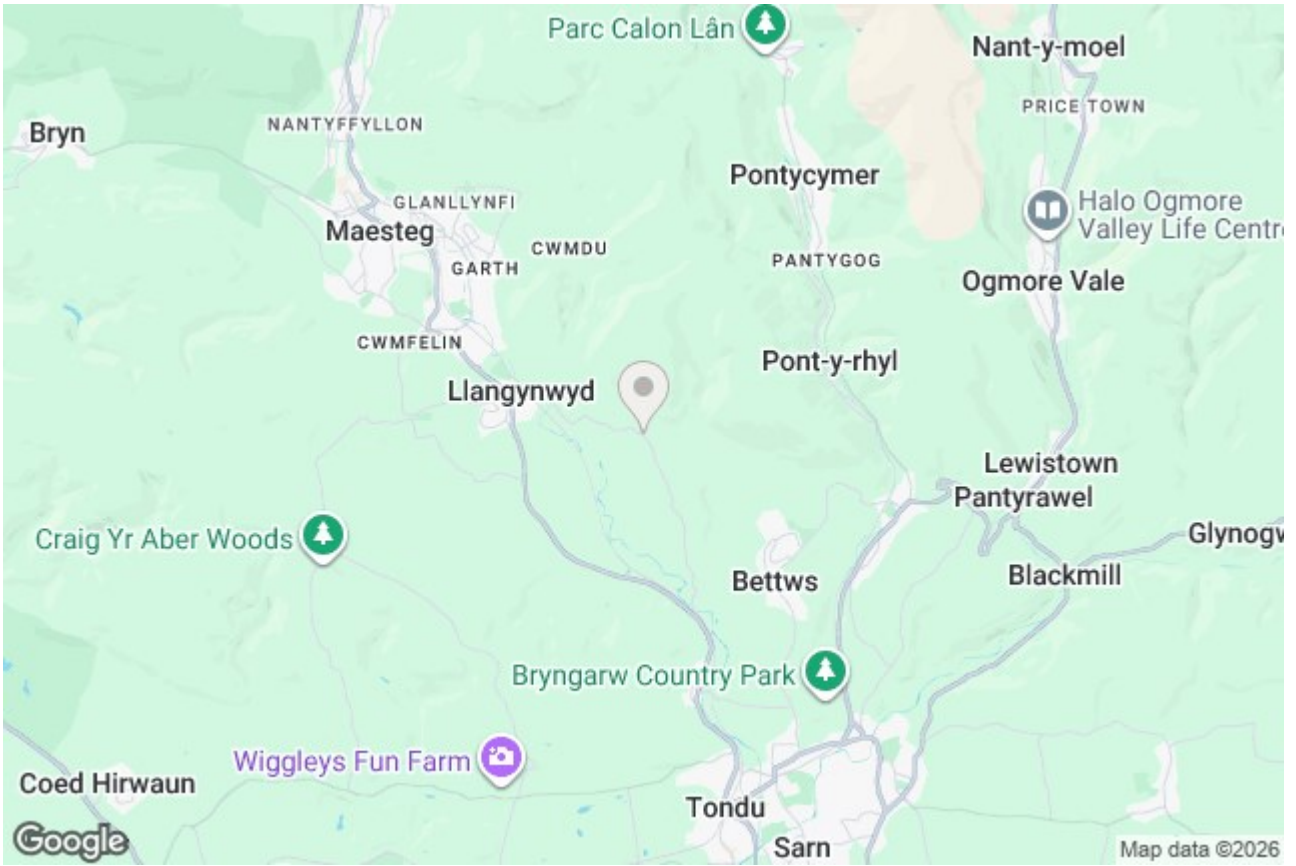 Parc Calon Lân
Nant-y-moel
PRICE TOWN
NANTYFFYLLON
Bryn
Pontycymer
GLANLLYNFI
Halo Ogmore
Valley Life Centr
Maesteg
CWMDU
GARTH
PANTYGOG
Ogmore Vale
CWMFELIN
Pont-y-rhyl
Llangynwyd
Lewistown
Pantyrawel
Craig Yr Aber Woods
Glynogw
Bettws
Blackmill
Bryngarw Country Park
Wiggleys Fun Farm
Coed Hirwaun
Tondu
Sarn
Google
Map data ©2026